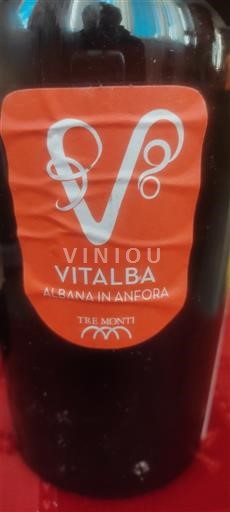 V
VINIOU
VITALBA
ALBANA IN ANFORA
TRE MONTI